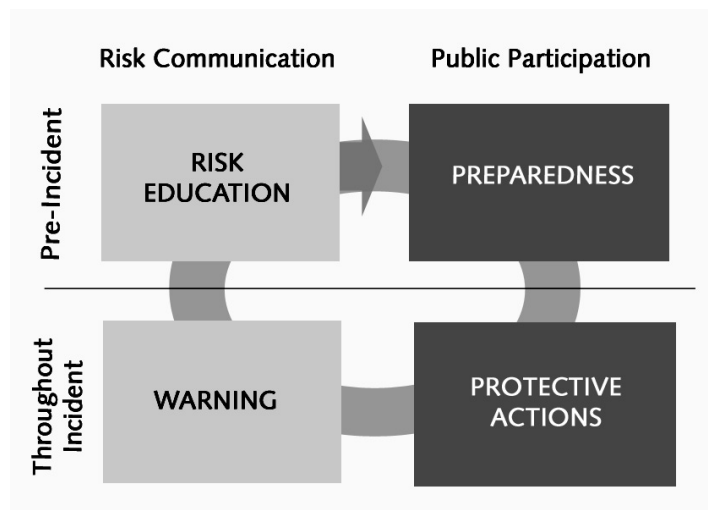 Risk Communication
Public Participation
Pre-Incident
RISK
EDUCATION
PREPAREDNESS
Throughout
Incident
WARNING
PROTECTIVE
ACTIONS